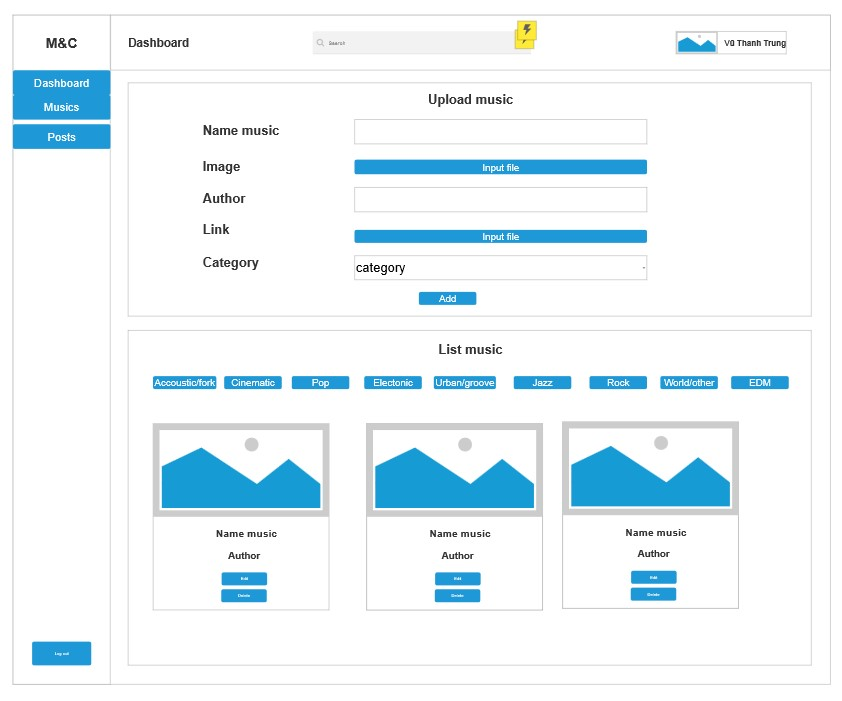 M&C
Dashboard
Search
Vũ Thanh Trung
Dashboard
Musics
Posts
Log out
Upload music
Name music
Image
Input file
Author
Link
Input file
Category
category
Add
List music
Accoustic/fork
Cinematic
Pop
Electonic
Urban/groove
Jazz
Rock
World/other
EDM
Name music
Author
Edit
Delete
Name music
Author
Edit
Delete
Name music
Author
Edit
Delete